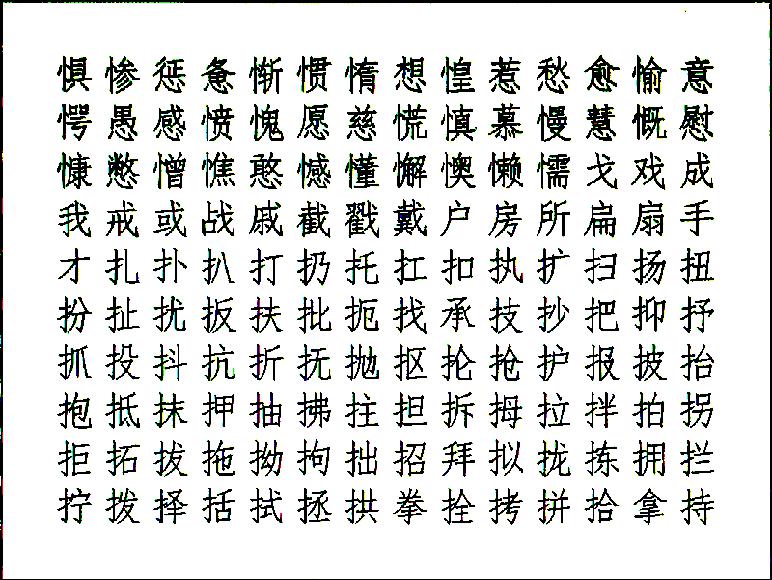 惧惨惩惫惭惯惰想惶惹愁愈愉意
愕愚感愤愧愿慈慌慎慕慢慧慨慰
慷憋憎憔憨憾懂懈懊懒懦戈戏成
我戒或战戚截戳戴户房所扁扇手
才扎扑扒打扔托扛扣执扩扫扬扭
扮扯扰扳扶批扼找承技抄把抑抒
抓投抖抗折抚抛抠抡抢护报披抬
抱抵抹押抽拂拄担拆拇拉拌拍拐
拒拓拔拖拗拘拙招拜拟拢拣拥拦
拧拨择括拭拯拱拳拴拷拼拾拿持